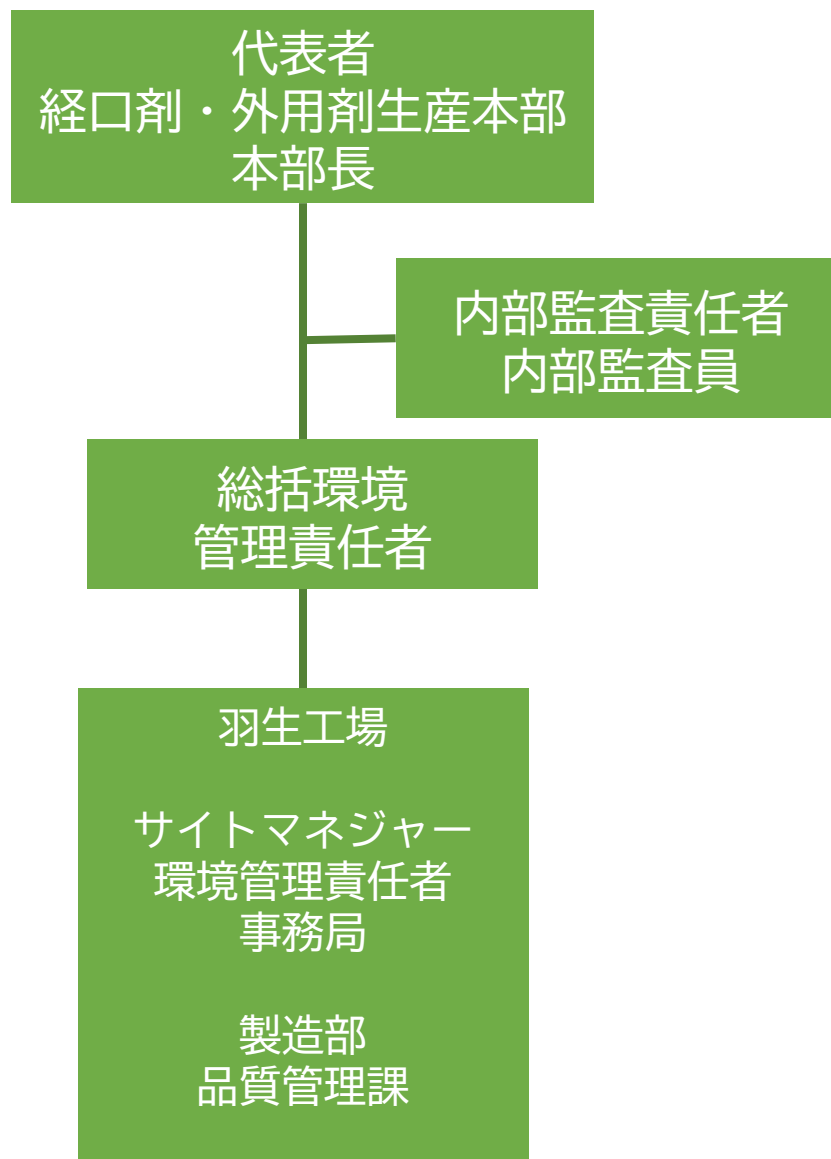 代表者
経口剤・外用剤生産本部
本部長
内部監査責任者
内部監査員
総括環境
管理責任者
羽生工場
サイトマネジャー
環境管理責任者
事務局
製造部
品質管理課